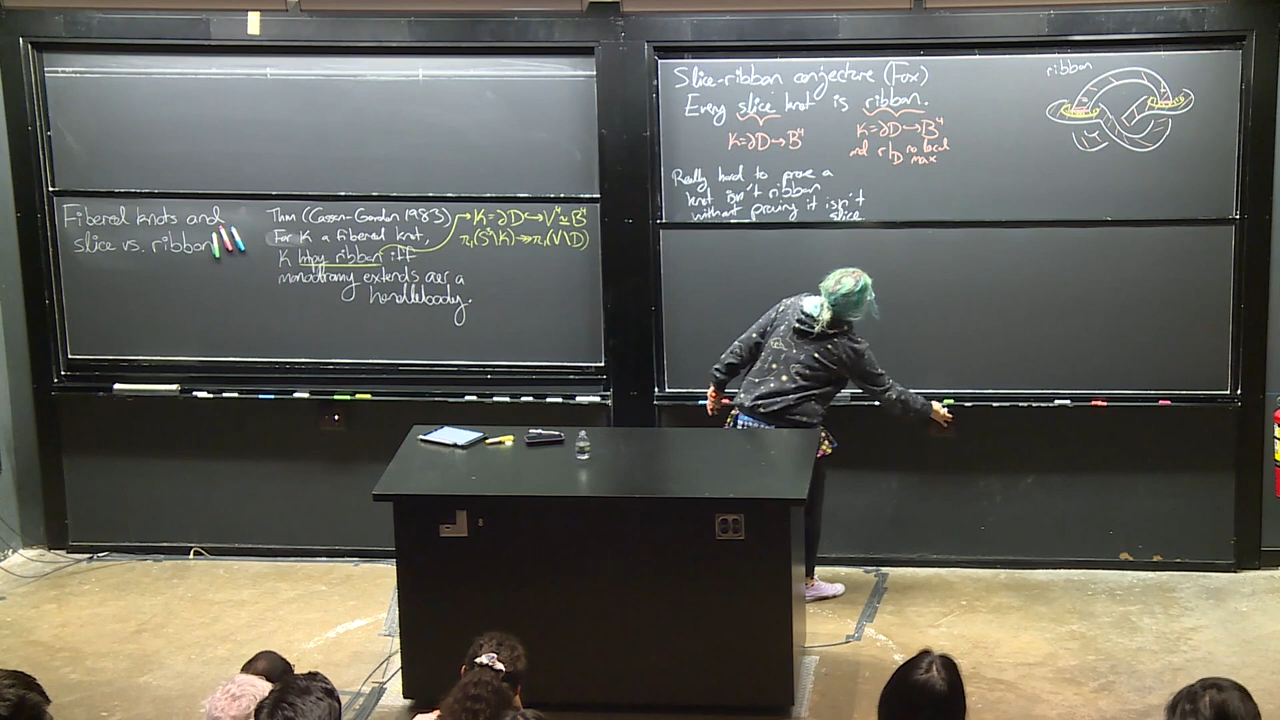 Fibered knots and
slice vs. ribbon
Thm (Casson-Gordon 1983)
For K a fibered knot,
K htpy ribbon iff
monodromy extends over a
handlebody.
K = ∂D ↪ V⁴ ≃ B⁴
π₁(S³\K) ↠ π₁(V\D)
Slice-ribbon conjecture (Fox)
Every slice knot is ribbon.
K=∂D↪B⁴
K=∂D↪B⁴
and r|_D no local
max
Really hard to prove a
knot isn't ribbon
without proving it isn't
slice
ribbon